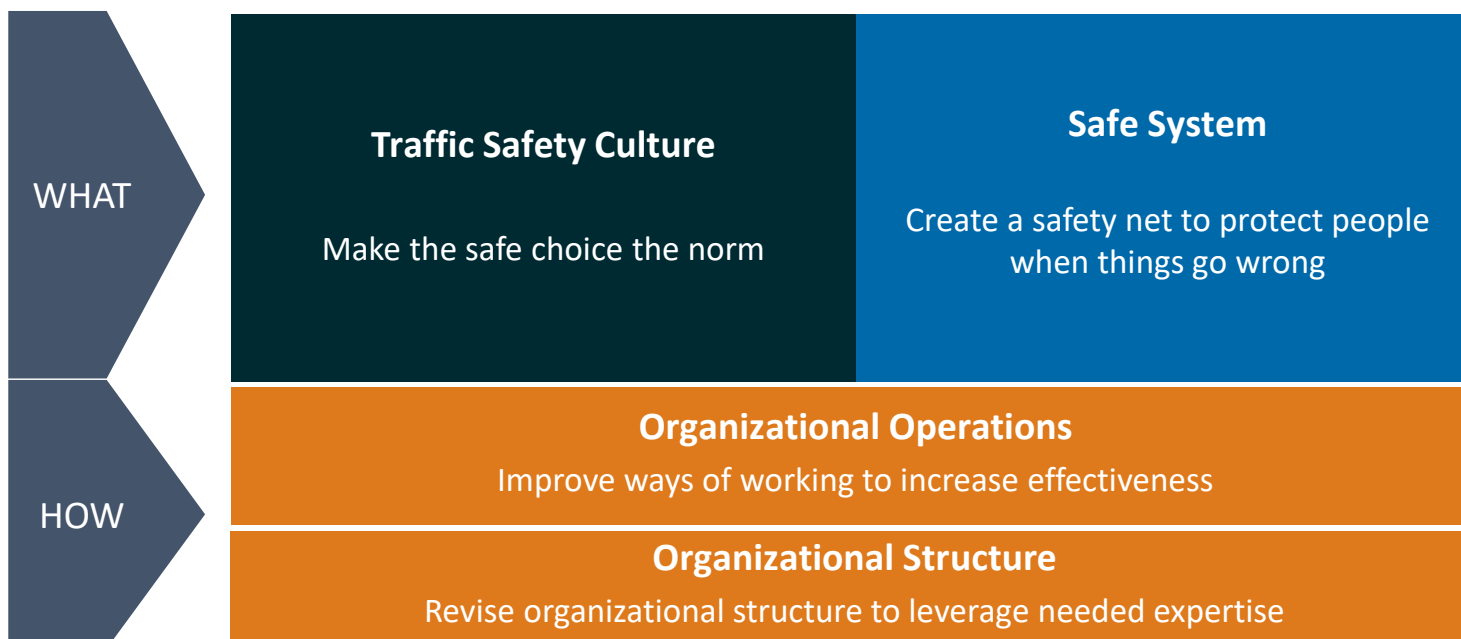 WHAT
Traffic Safety Culture
Make the safe choice the norm
Safe System
Create a safety net to protect people
when things go wrong
HOW
Organizational Operations
Improve ways of working to increase effectiveness
Organizational Structure
Revise organizational structure to leverage needed expertise